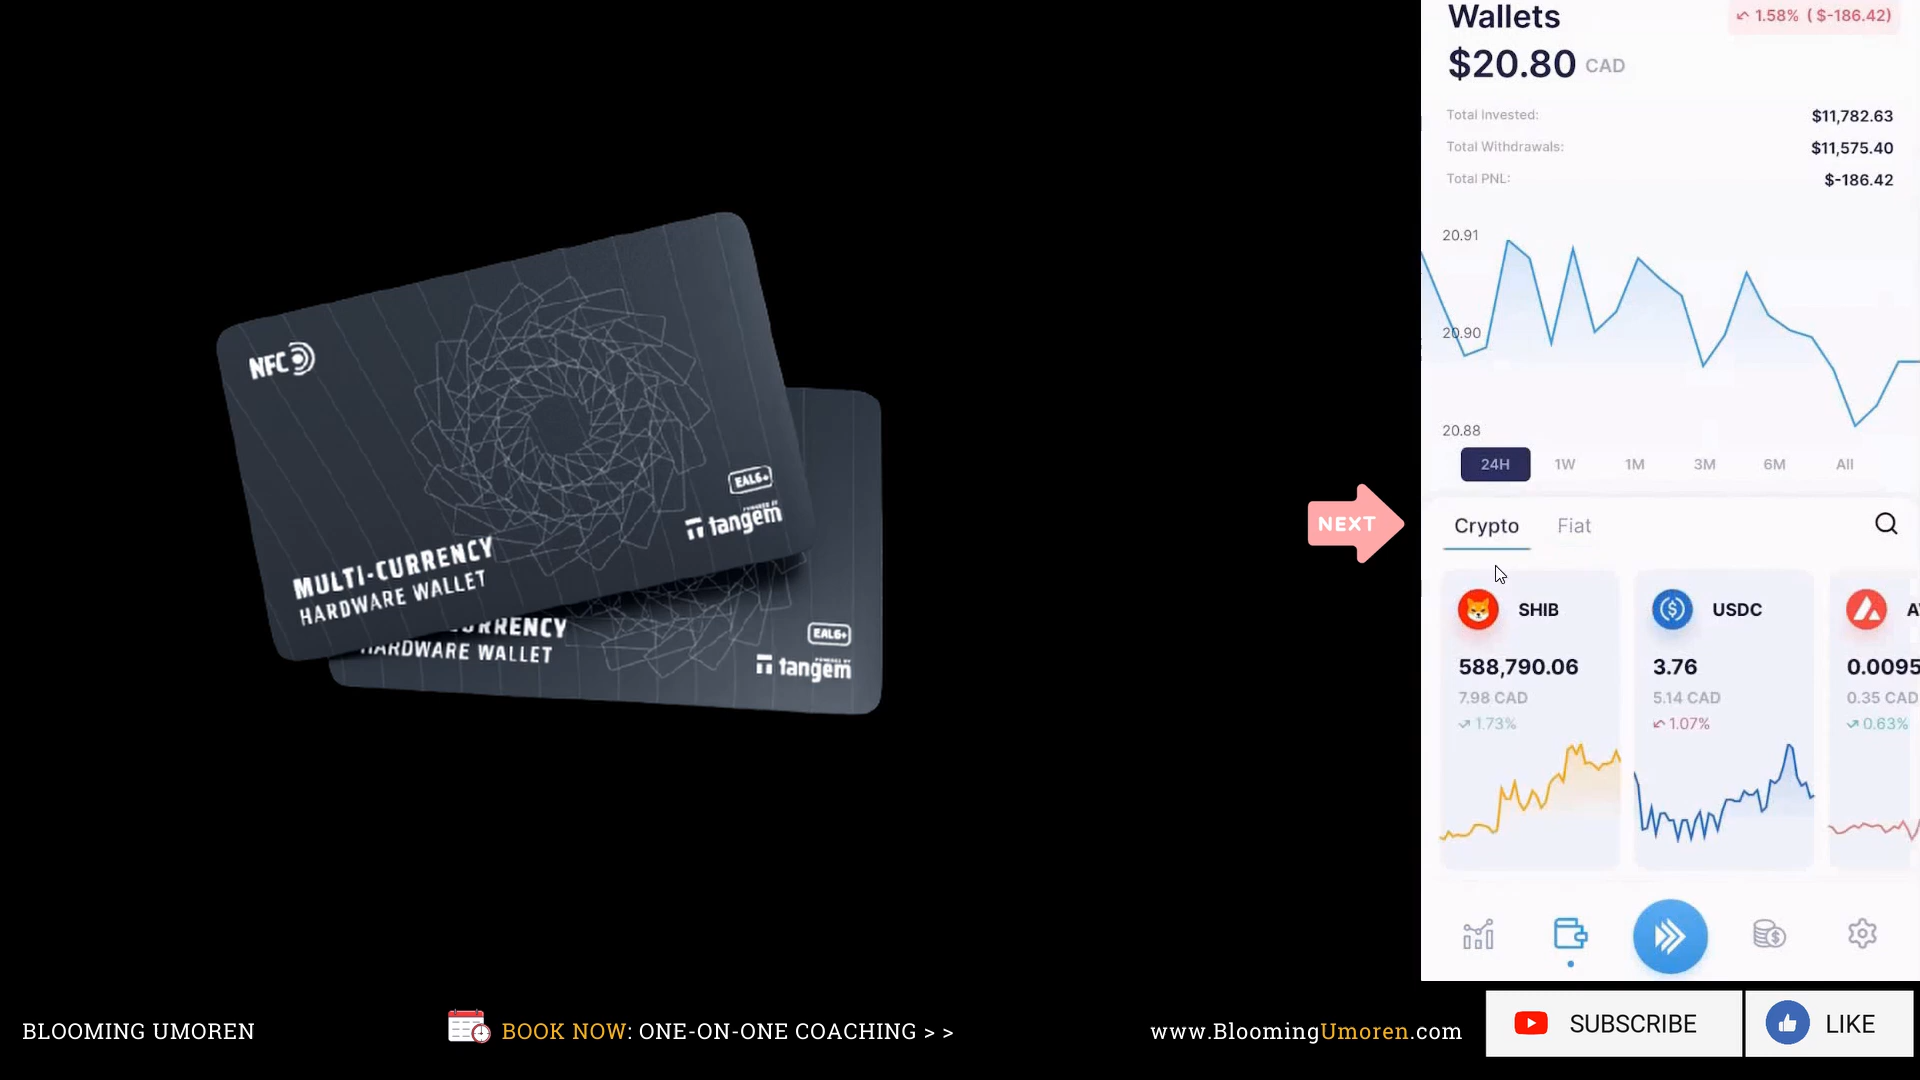 NFC
EAL6+
POWERED BY
tangem
MULTI-CURRENCY
HARDWARE WALLET
EAL6+
POWERED BY
tangem
HARDWARE WALLET
NEXT
Wallets
1.58% ( $-186.42)
$20.80 CAD
Total Invested: $11,782.63
Total Withdrawals: $11,575.40
Total PNL: $-186.42
20.91
20.90
20.88
24H 1W 1M 3M 6M All
Crypto Fiat
SHIB
588,790.06
7.98 CAD
1.73%
USDC
3.76
5.14 CAD
1.07%
0.0095
0.35 CAD
0.63%
BLOOMING UMOREN
BOOK NOW: ONE-ON-ONE COACHING > >
www.BloomingUmoren.com
SUBSCRIBE
LIKE